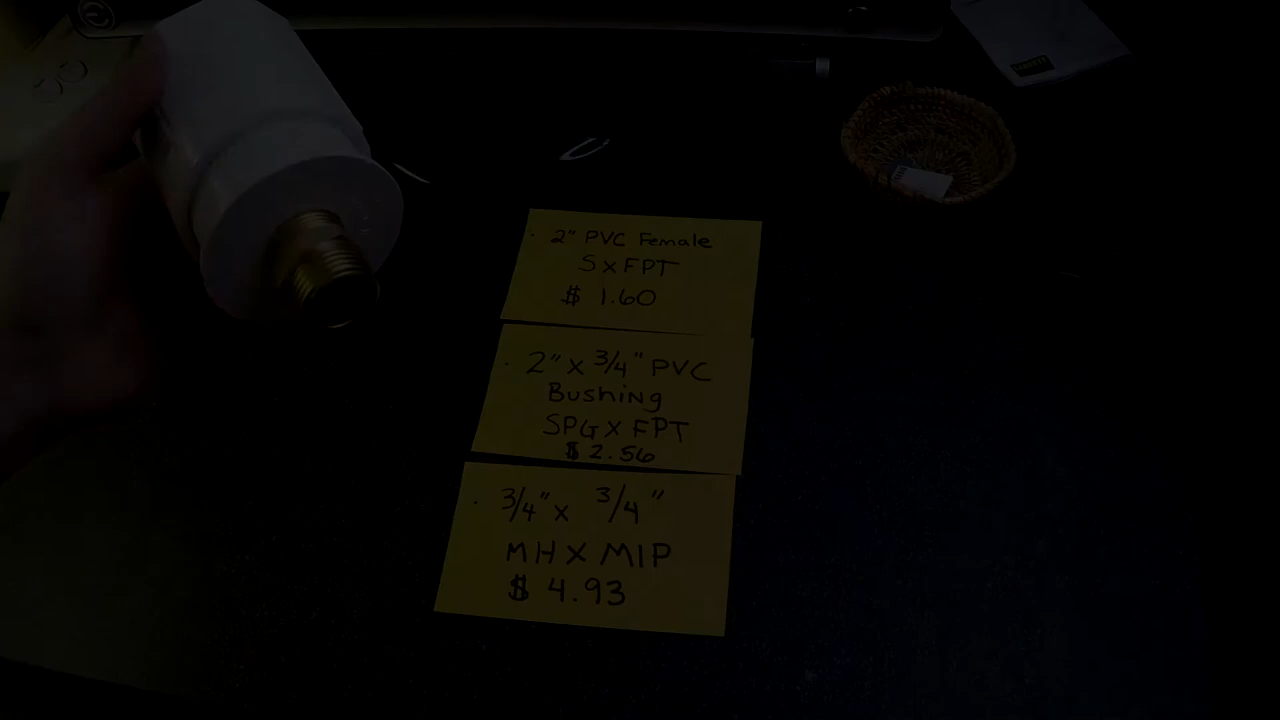 · 2" PVC Female
S x FPT
$ 1.60
· 2" x 3/4" PVC
Bushing
SPG x FPT
$ 2.56
· 3/4" x 3/4"
MH x MIP
$ 4.93